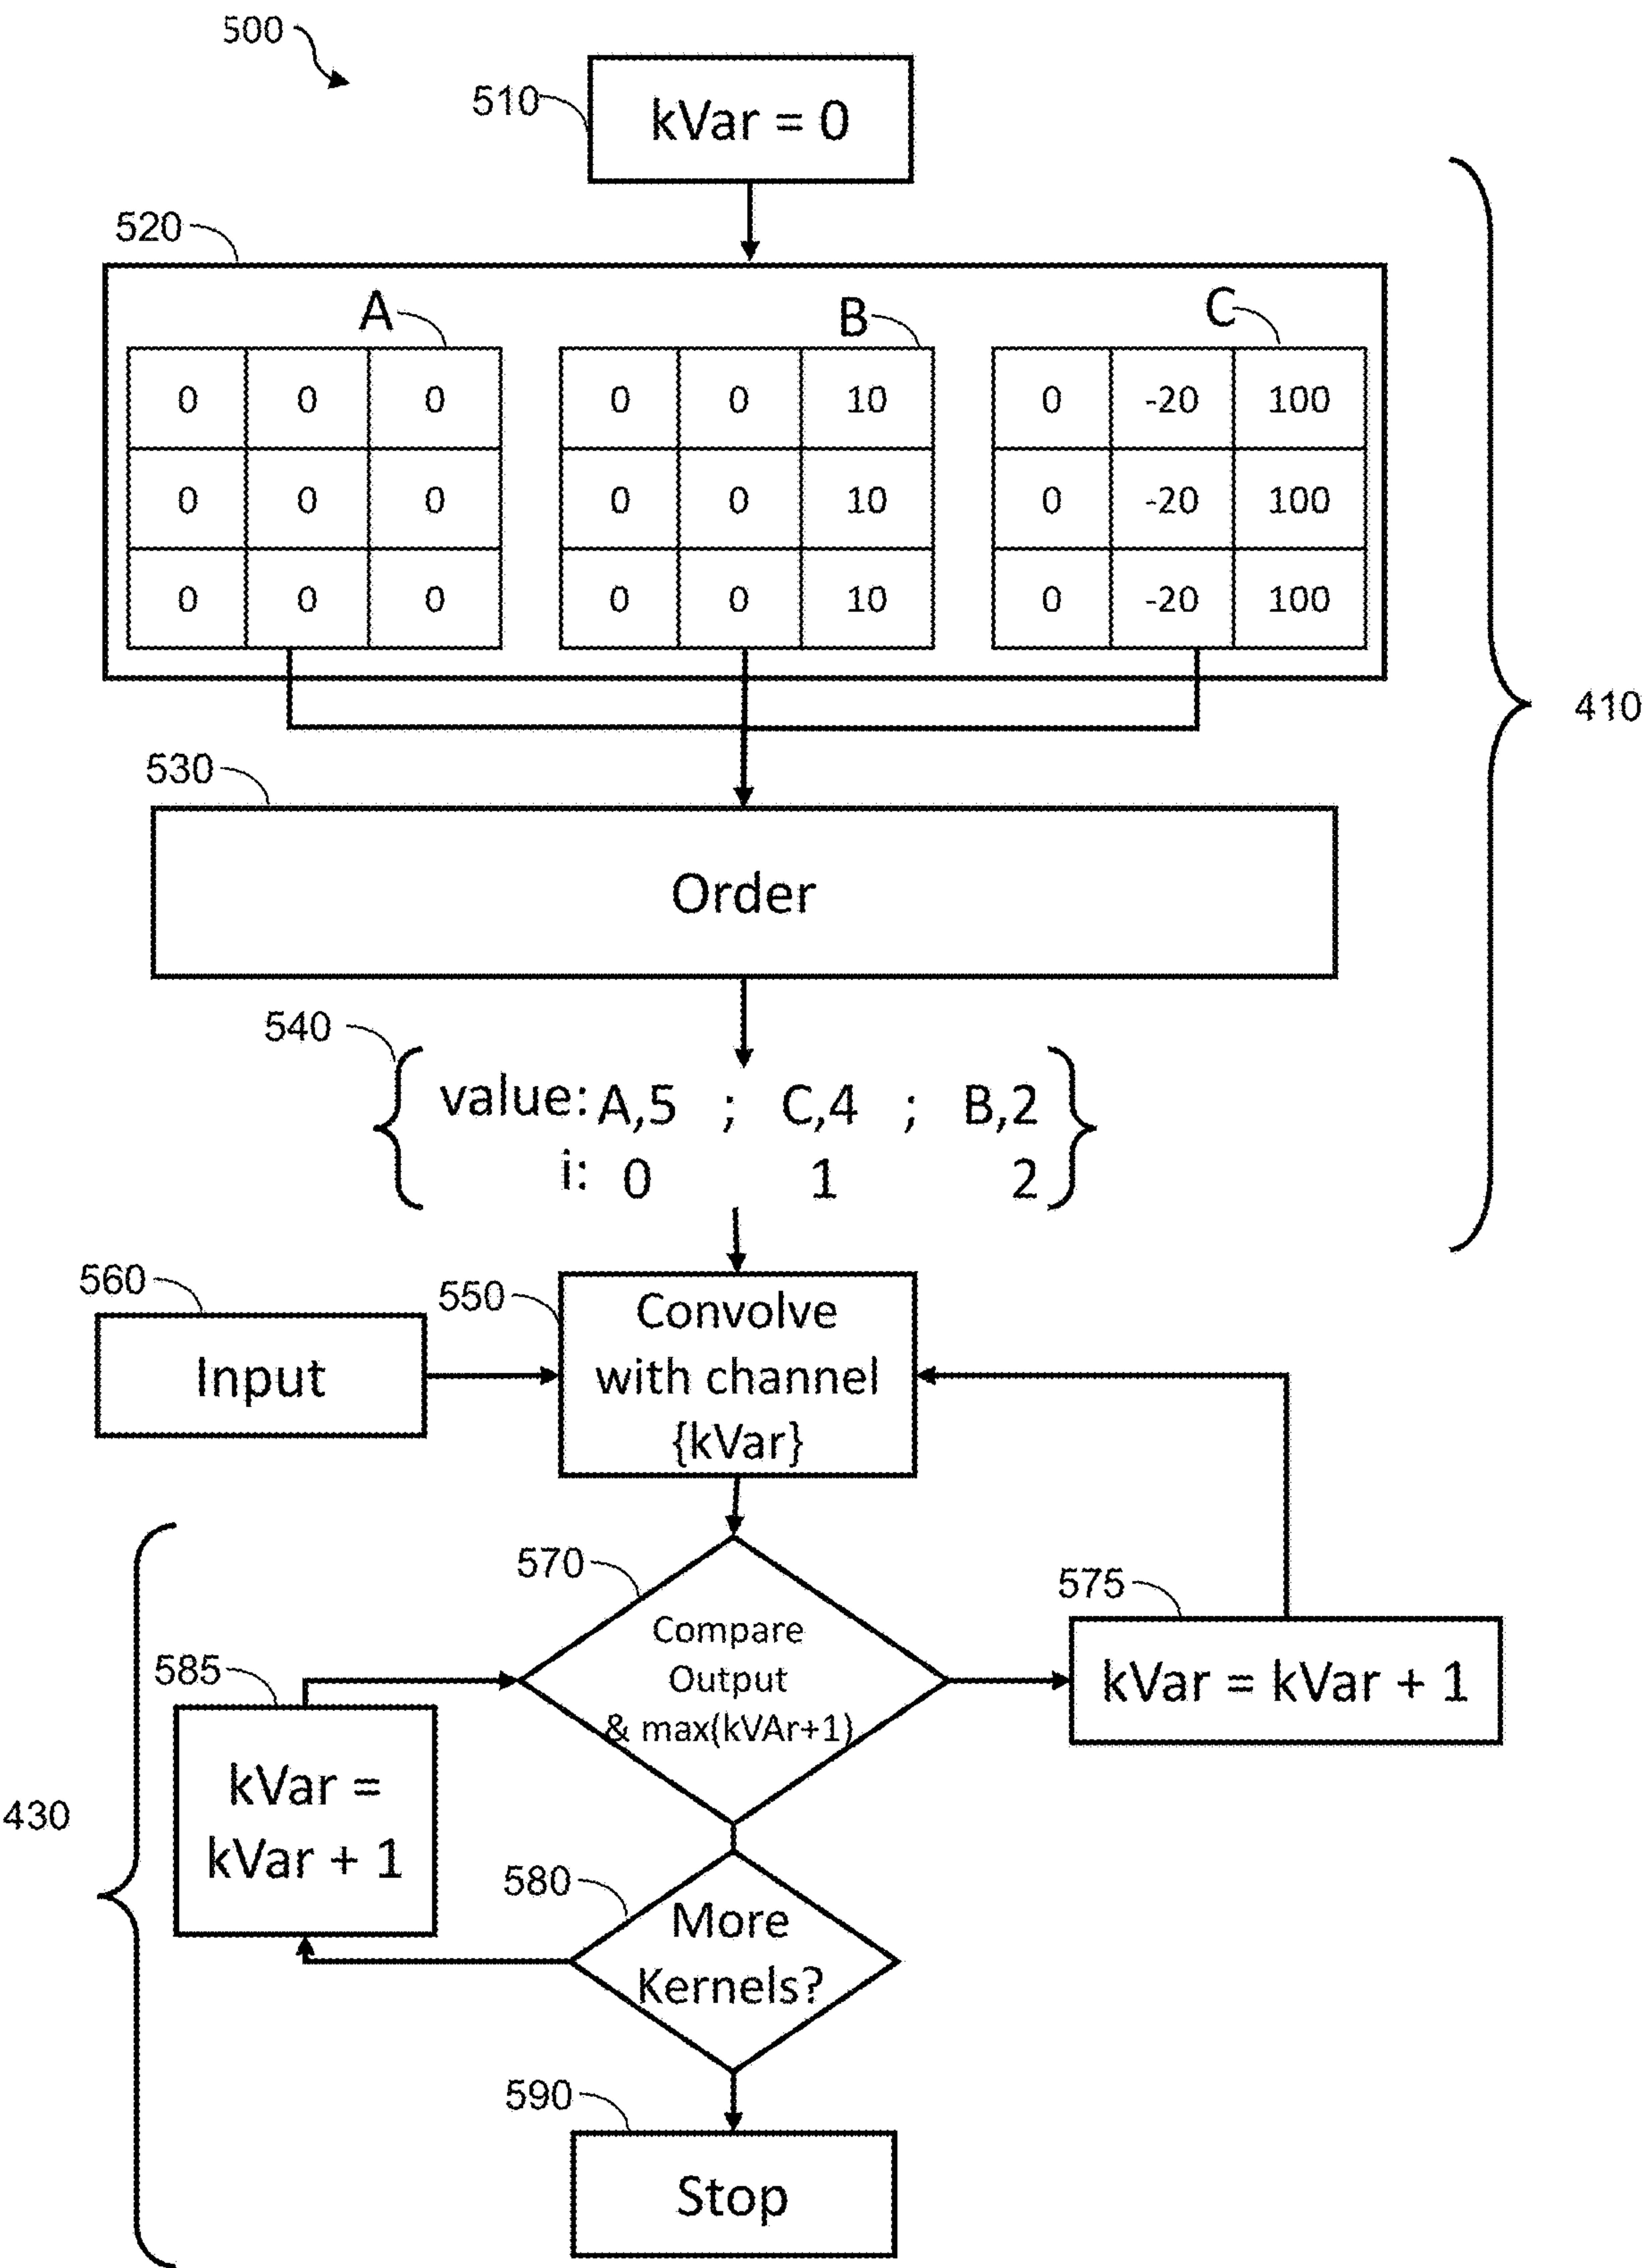 500
510
kVar = 0
520
A
B
C
0 0 0
0 0 10
0 -20 100
0 0 0
0 0 10
0 -20 100
0 0 0
0 0 10
0 -20 100
410
530
Order
540
value: A,5 ; C,4 ; B,2
i: 0 1 2
560
Input
550
Convolve
with channel
{kVar}
570
Compare
Output
& max(kVAr+1)
575
kVar = kVar + 1
585
kVar =
kVar + 1
430
580
More
Kernels?
590
Stop